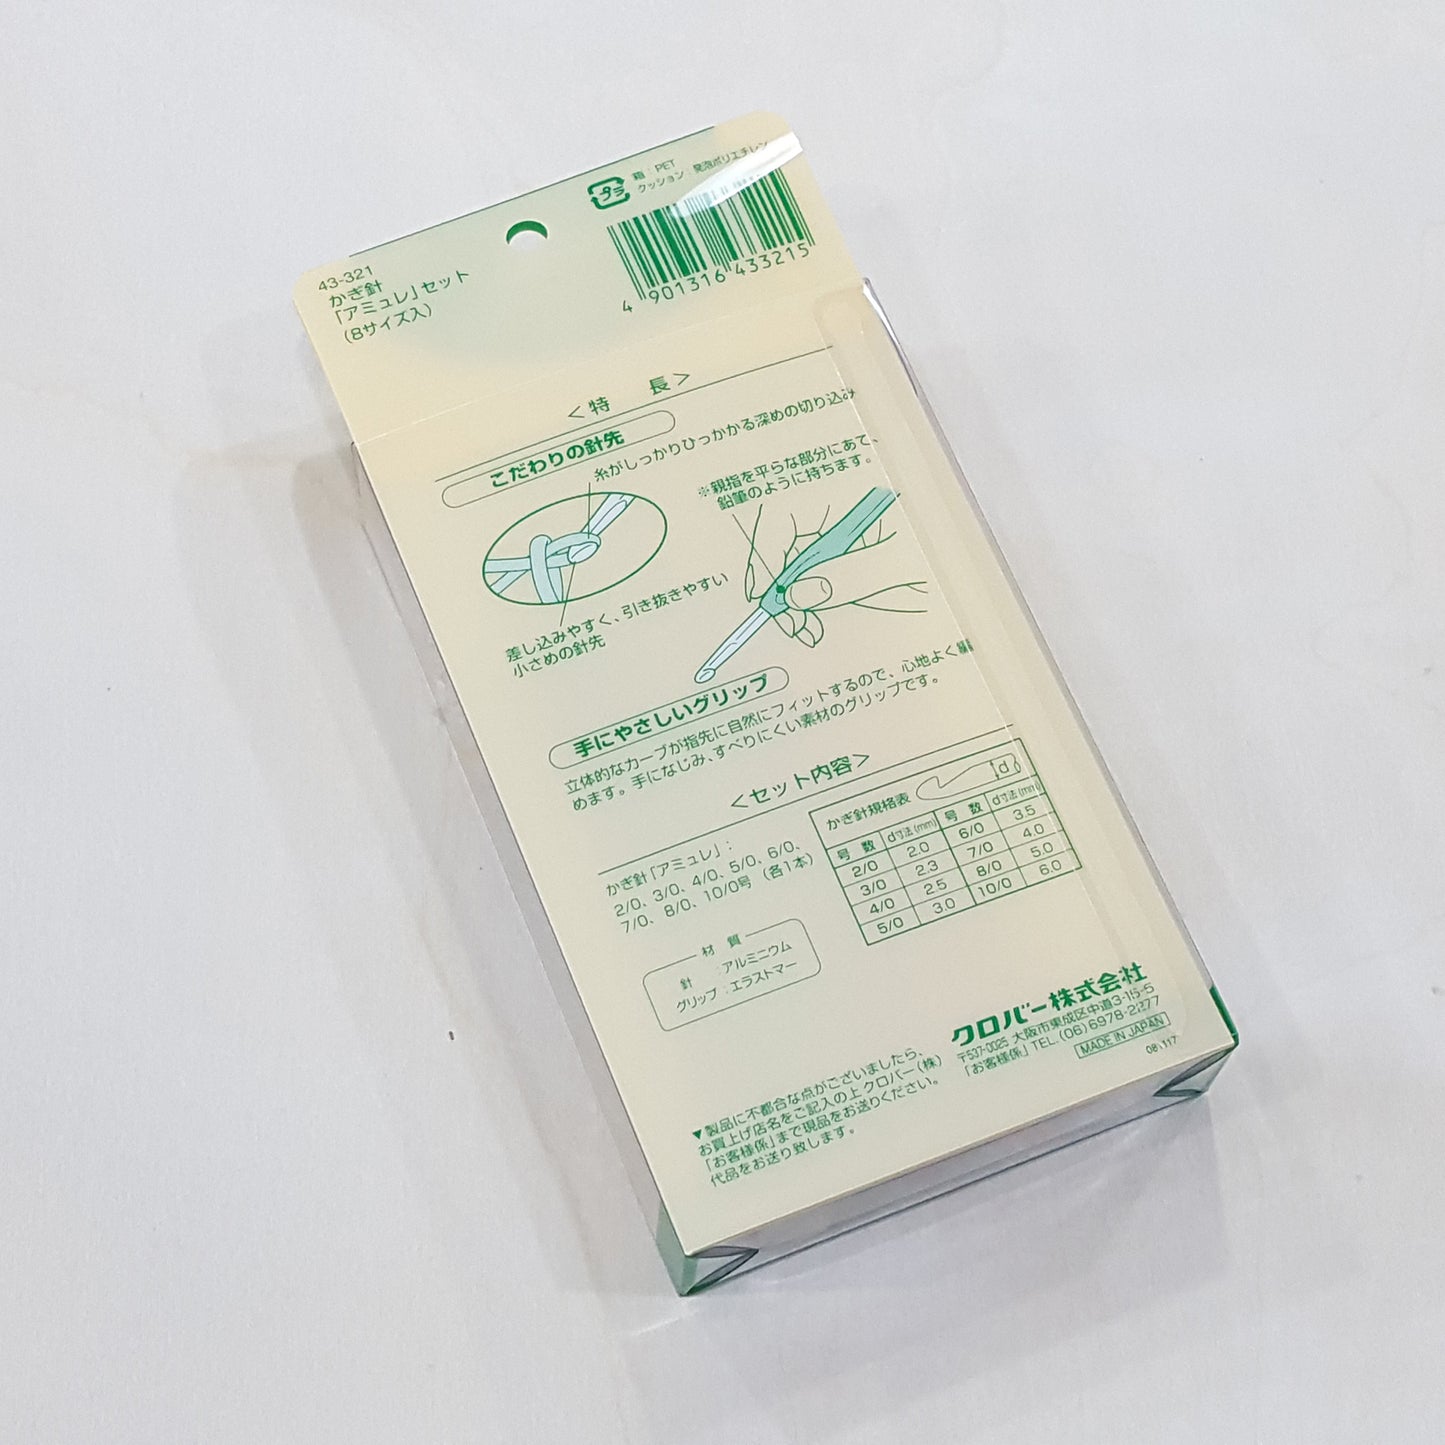 43-321
かぎ針
「アミュレ」セット
(8サイズ入)
プラ
箱 : PET
クッション : 発泡ポリエチレン
4 901316 433215
<特 長>
こだわりの針先
糸がしっかりひっかかる深めの切り込み
差し込みやすく、引き抜きやすい
小さめの針先
※親指を平らな部分にあて、
鉛筆のように持ちます。
手にやさしいグリップ
立体的なカーブが指先に自然にフィットするので、心地よく編
めます。手になじみ、すべりにくい素材のグリップです。
<セット内容>
かぎ針「アミュレ」:
2/0、3/0、4/0、5/0、6/0、
7/0、8/0、10/0号 (各1本)
かぎ針規格表 d
号 数 d寸法(mm) 号 数 d寸法(mm)
2/0 2.0 6/0 3.5
3/0 2.3 7/0 4.0
4/0 2.5 8/0 5.0
5/0 3.0 10/0 6.0
材 質
針 : アルミニウム
グリップ : エラストマー
クロバー株式会社
〒537-0025 大阪市東成区中道3-15-5
「お客様係」TEL.(06)6978-2277
MADE IN JAPAN
▼製品に不都合な点がございましたら、
お買上げ店名をご記入の上クロバー(株)
「お客様係」まで現品をお送りください。
代品をお送り致します。